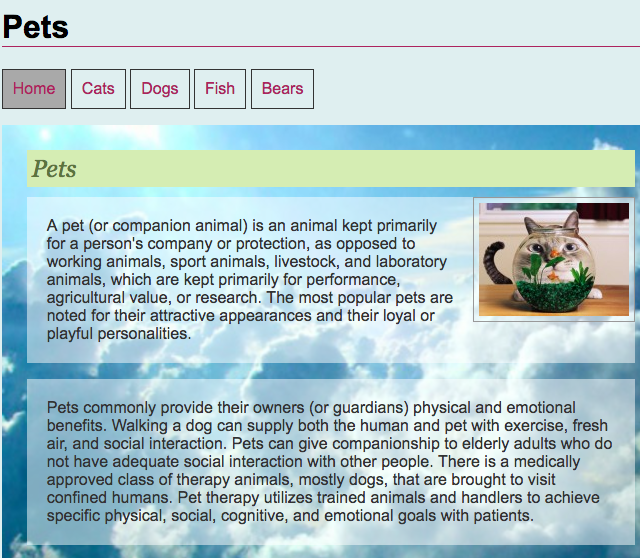 Pets
Home Cats Dogs Fish Bears
Pets
A pet (or companion animal) is an animal kept primarily
for a person's company or protection, as opposed to
working animals, sport animals, livestock, and laboratory
animals, which are kept primarily for performance,
agricultural value, or research. The most popular pets are
noted for their attractive appearances and their loyal or
playful personalities.
Pets commonly provide their owners (or guardians) physical and emotional
benefits. Walking a dog can supply both the human and pet with exercise, fresh
air, and social interaction. Pets can give companionship to elderly adults who do
not have adequate social interaction with other people. There is a medically
approved class of therapy animals, mostly dogs, that are brought to visit
confined humans. Pet therapy utilizes trained animals and handlers to achieve
specific physical, social, cognitive, and emotional goals with patients.